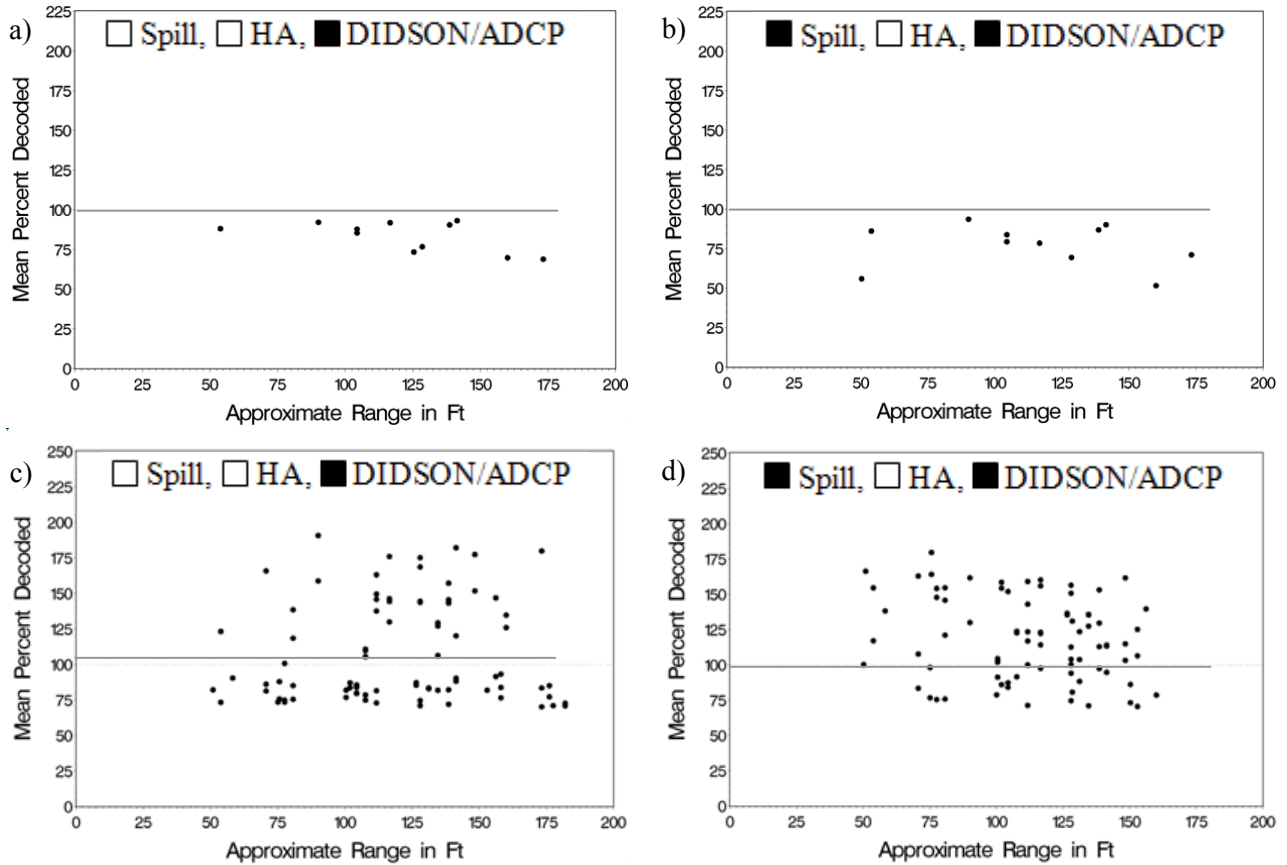 a)
☐ Spill, ☐ HA, ■ DIDSON/ADCP
Mean Percent Decoded
225
200
175
150
125
100
75
50
25
0
0 25 50 75 100 125 150 175 200
Approximate Range in Ft
b)
■ Spill, ☐ HA, ■ DIDSON/ADCP
Mean Percent Decoded
225
200
175
150
125
100
75
50
25
0
0 25 50 75 100 125 150 175 200
Approximate Range in Ft
c)
☐ Spill, ☐ HA, ■ DIDSON/ADCP
Mean Percent Decoded
250
225
200
175
150
125
100
75
50
25
0
0 25 50 75 100 125 150 175 200
Approximate Range in Ft
d)
■ Spill, ☐ HA, ■ DIDSON/ADCP
Mean Percent Decoded
250
225
200
175
150
125
100
75
50
25
0
0 25 50 75 100 125 150 175 200
Approximate Range in Ft